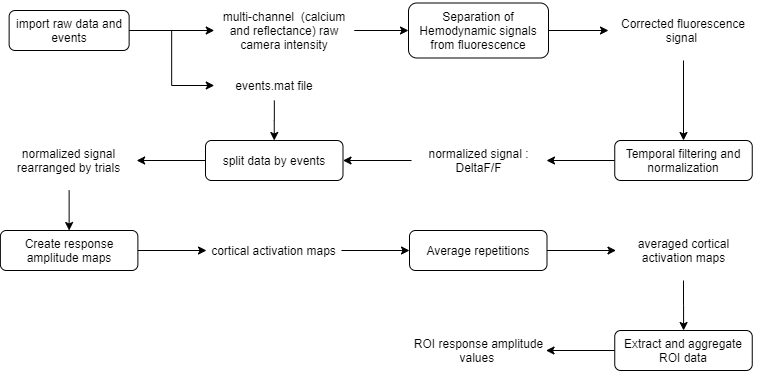 import raw data and
events
multi-channel (calcium
and reflectance) raw
camera intensity
Separation of
Hemodynamic signals
from fluorescence
Corrected fluorescence
signal
events.mat file
normalized signal
rearranged by trials
split data by events
normalized signal :
DeltaF/F
Temporal filtering and
normalization
Create response
amplitude maps
cortical activation maps
Average repetitions
averaged cortical
activation maps
ROI response amplitude
values
Extract and aggregate
ROI data